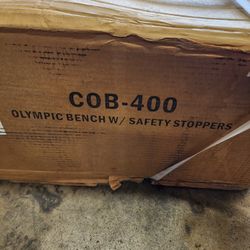 COB-400
OLYMPIC BENCH W/ SAFETY STOPPERS